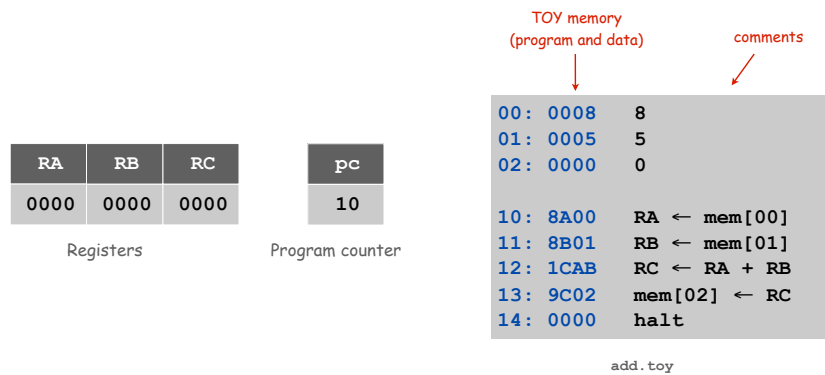 TOY memory
(program and data)
comments
RA RB RC
0000 0000 0000
Registers
pc
10
Program counter
00: 0008 8
01: 0005 5
02: 0000 0
10: 8A00 RA ← mem[00]
11: 8B01 RB ← mem[01]
12: 1CAB RC ← RA + RB
13: 9C02 mem[02] ← RC
14: 0000 halt
add.toy